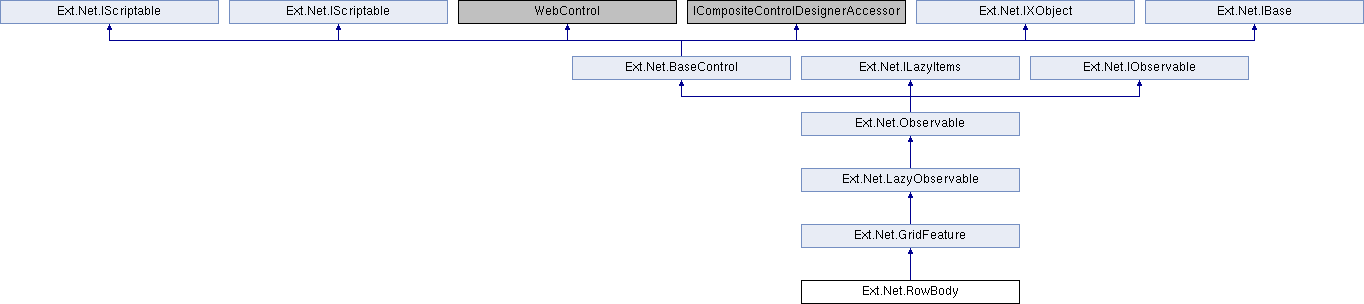 Ext.Net.IScriptable
Ext.Net.IScriptable
WebControl
ICompositeControlDesignerAccessor
Ext.Net.IXObject
Ext.Net.IBase
Ext.Net.BaseControl
Ext.Net.ILazyItems
Ext.Net.IObservable
Ext.Net.Observable
Ext.Net.LazyObservable
Ext.Net.GridFeature
Ext.Net.RowBody